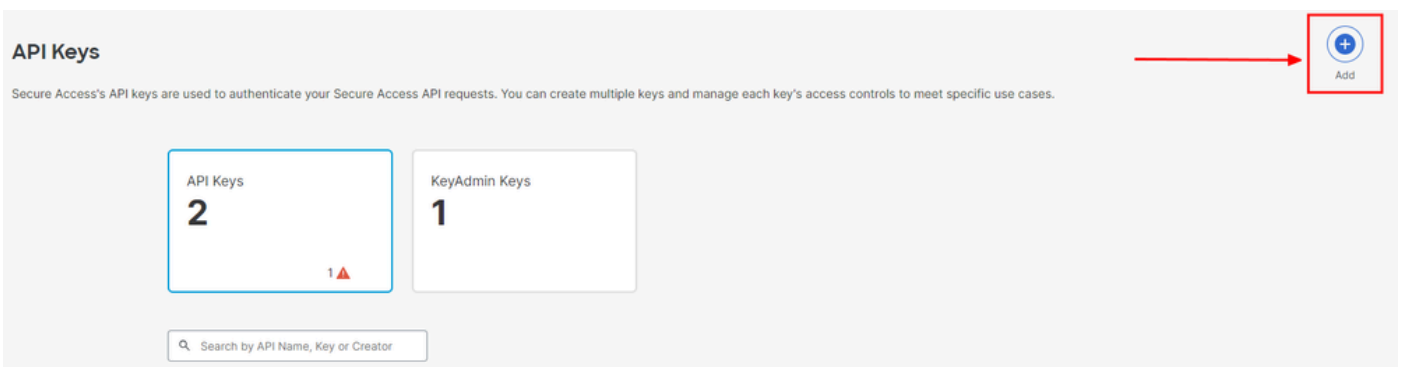 API Keys
Add
Secure Access's API keys are used to authenticate your Secure Access API requests. You can create multiple keys and manage each key's access controls to meet specific use cases.
API Keys
2
1
KeyAdmin Keys
1
Search by API Name, Key or Creator